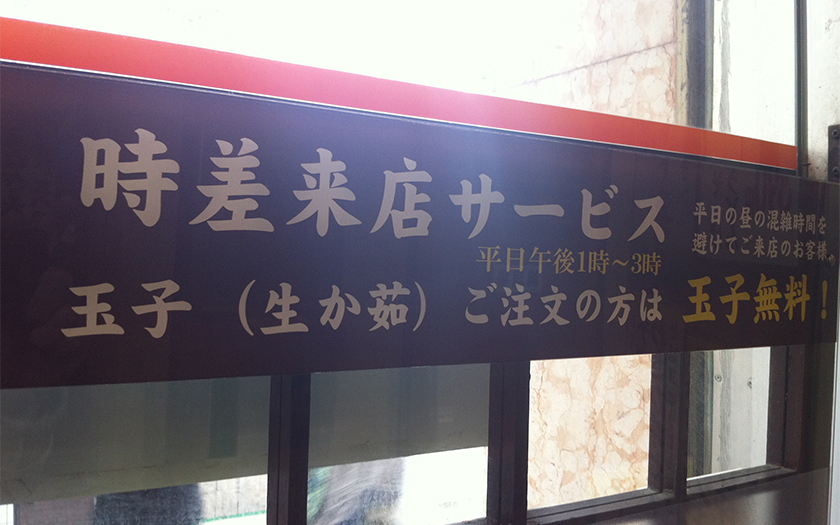 時差来店サービス
平日の昼の混雑時間を
避けてご来店のお客様、
平日午後1時～3時
玉子（生か茹）ご注文の方は 玉子無料！